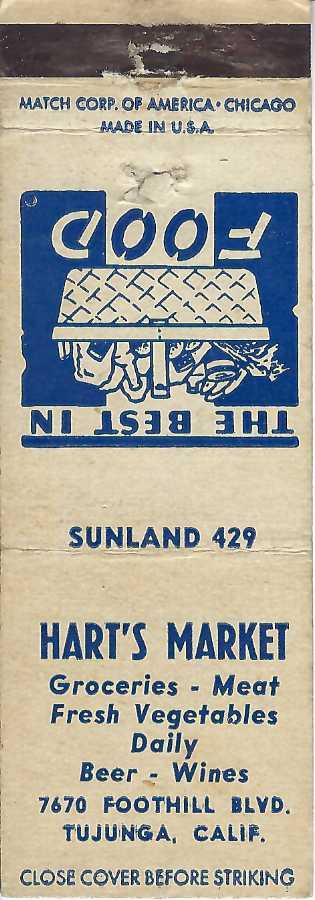 MATCH CORP. OF AMERICA • CHICAGO
MADE IN U.S.A.
THE BEST IN
FOOD
SUNLAND 429
HART'S MARKET
Groceries - Meat
Fresh Vegetables
Daily
Beer - Wines
7670 FOOTHILL BLVD.
TUJUNGA, CALIF.
CLOSE COVER BEFORE STRIKING